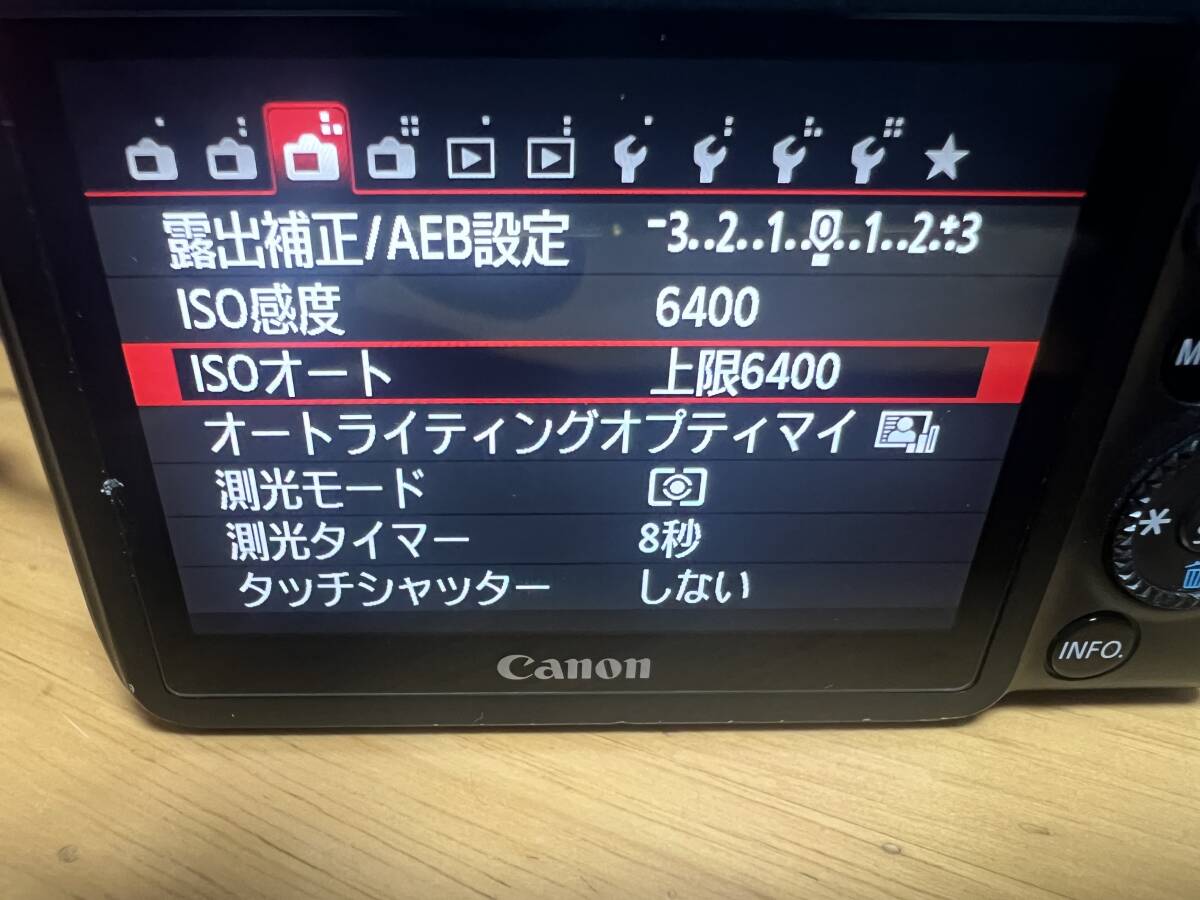 露出補正/AEB設定 -3..2..1..0..1..2.±3
ISO感度 6400
ISOオート 上限6400
オートライティングオプティマイ
測光モード
測光タイマー 8秒
タッチシャッター しない
Canon
INFO.